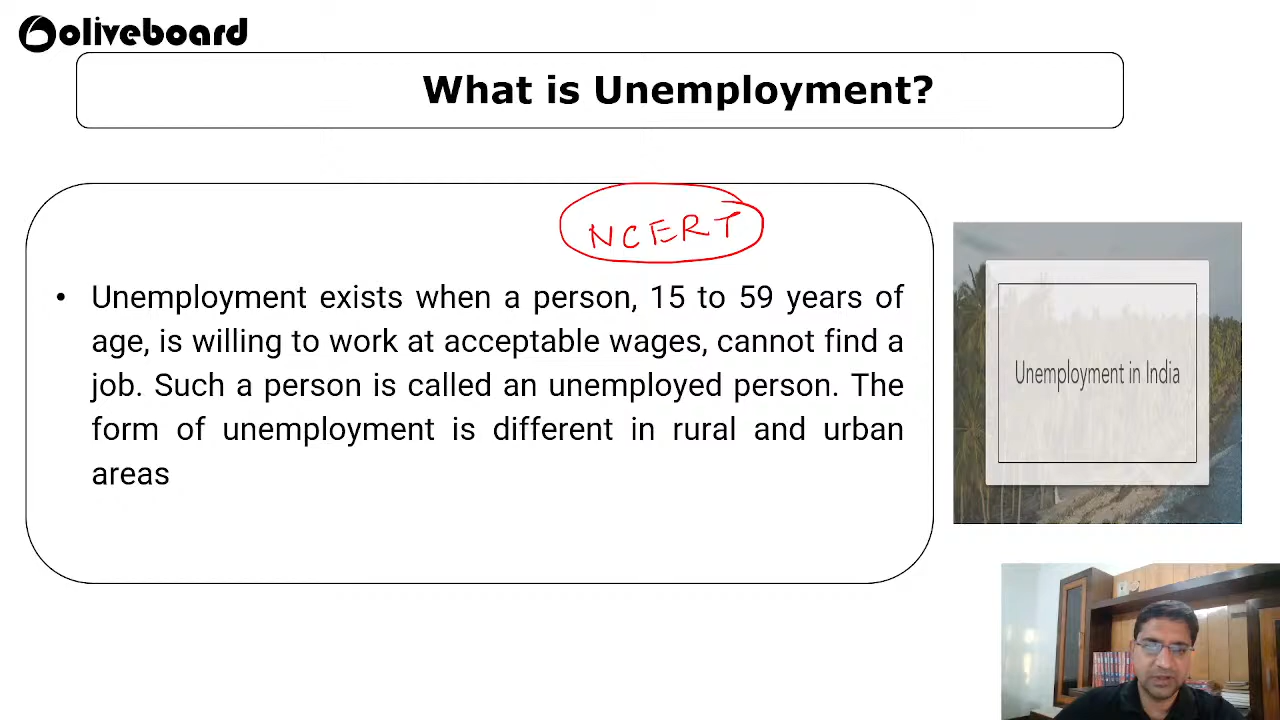 oliveboard
What is Unemployment?
NCERT
• Unemployment exists when a person, 15 to 59 years of
age, is willing to work at acceptable wages, cannot find a
job. Such a person is called an unemployed person. The
form of unemployment is different in rural and urban
areas
Unemployment in India